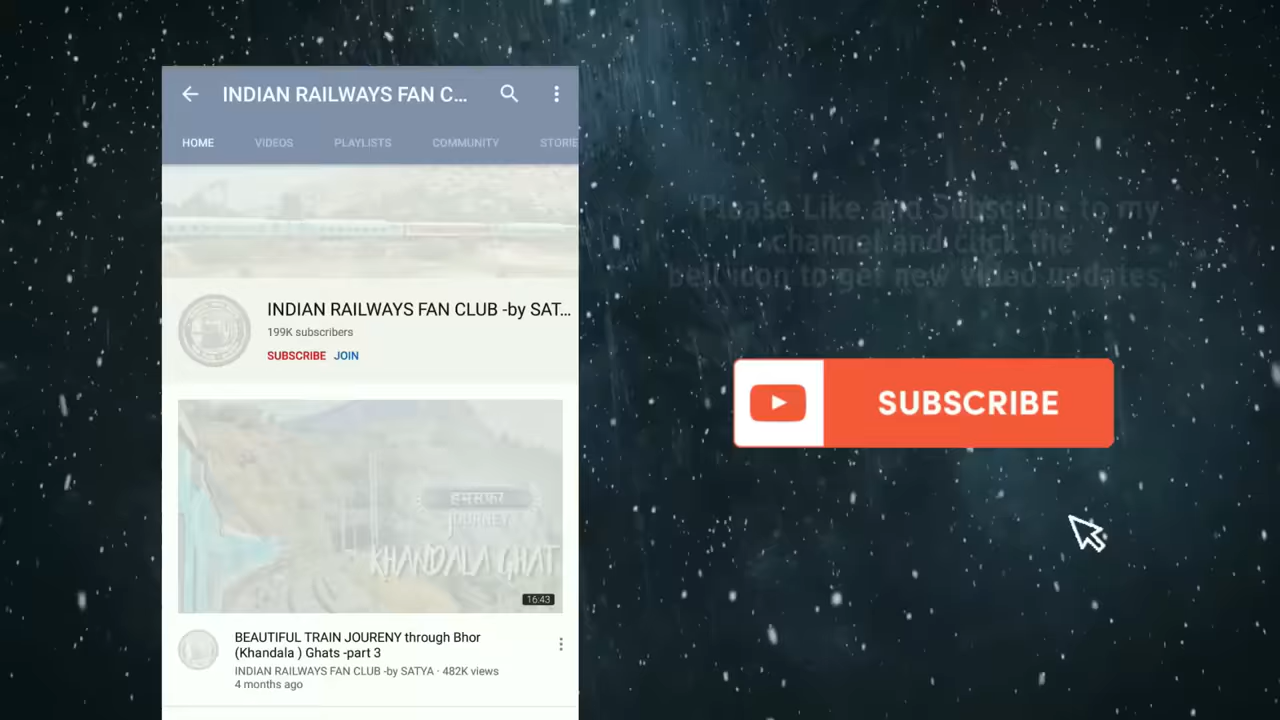 INDIAN RAILWAYS FAN C...
HOME VIDEOS PLAYLISTS COMMUNITY STORIE
INDIAN RAILWAYS FAN CLUB -by SAT...
199K subscribers
SUBSCRIBE JOIN
हमसफ़र
JOURNEY
KHANDALA GHAT
16:43
BEAUTIFUL TRAIN JOURENY through Bhor
(Khandala ) Ghats -part 3
INDIAN RAILWAYS FAN CLUB -by SATYA · 482K views
4 months ago
"Please Like and Subscribe to my
channel and click the
bell icon to get new video updates."
SUBSCRIBE